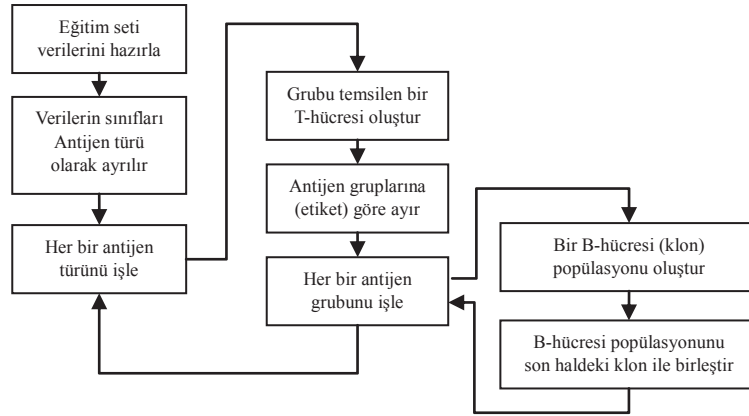 Eğitim seti
verilerini hazırla
Verilerin sınıfları
Antijen türü
olarak ayrılır
Her bir antijen
türünü işle
Grubu temsilen bir
T-hücresi oluştur
Antijen gruplarına
(etiket) göre ayır
Her bir antijen
grubunu işle
Bir B-hücresi (klon)
popülasyonu oluştur
B-hücresi popülasyonunu
son haldeki klon ile birleştir